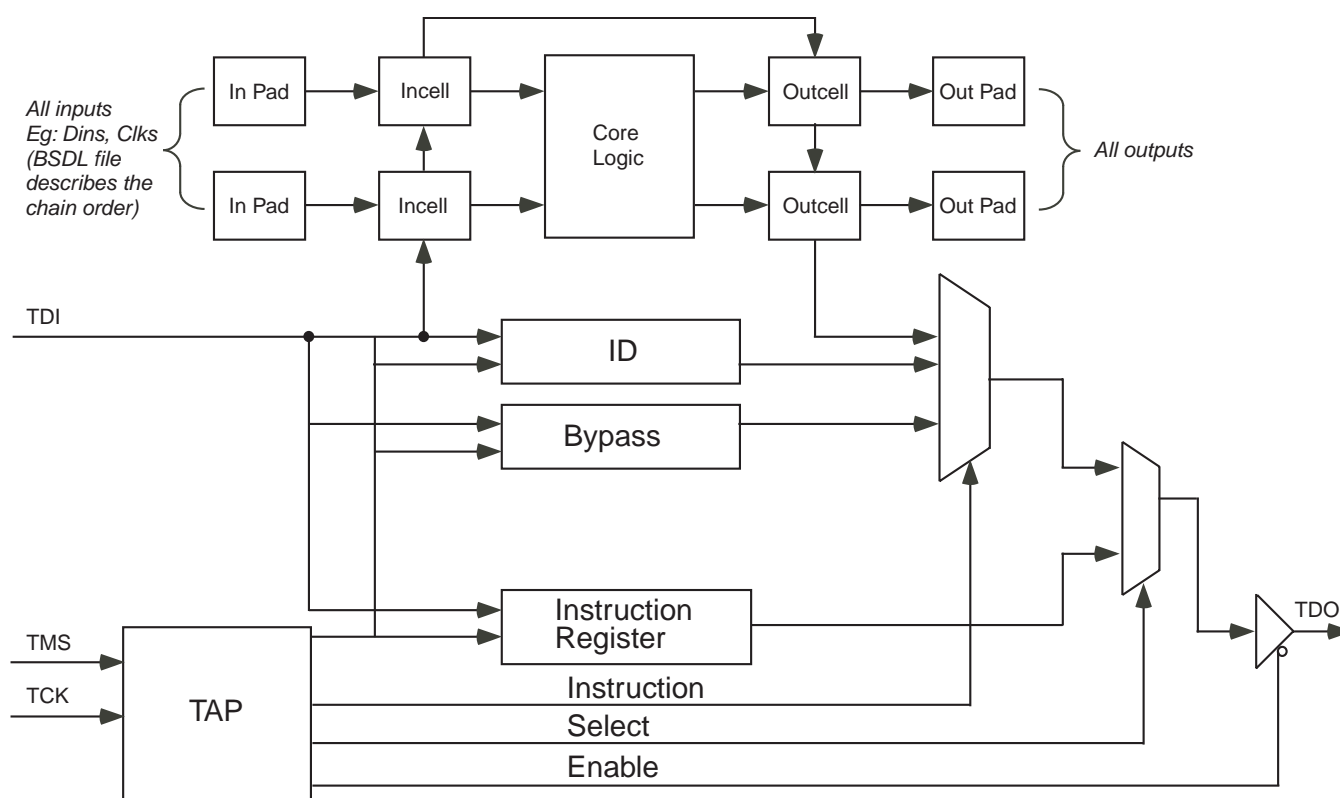 In Pad
Incell
Outcell
Out Pad
All inputs
Eg: Dins, Clks
(BSDL file
describes the
chain order)
Core
Logic
All outputs
In Pad
Incell
Outcell
Out Pad
TDI
ID
Bypass
Instruction
Register
TDO
TMS
TCK
TAP
Instruction
Select
Enable